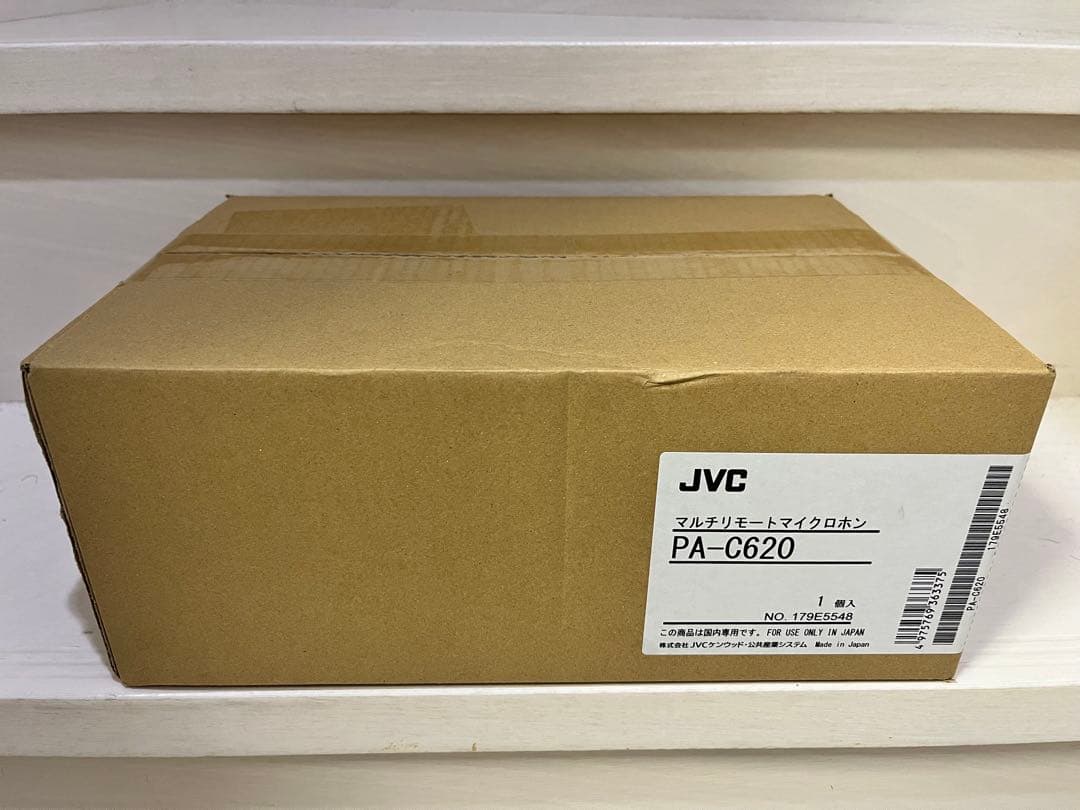 JVC
マルチリモートマイクロホン
PA-C620
1 個入
NO. 179E5548
この商品は国内専用です。 FOR USE ONLY IN JAPAN
株式会社 JVCケンウッド・公共産業システム Made in Japan
4 975769 363375
PA-C620
179E5548